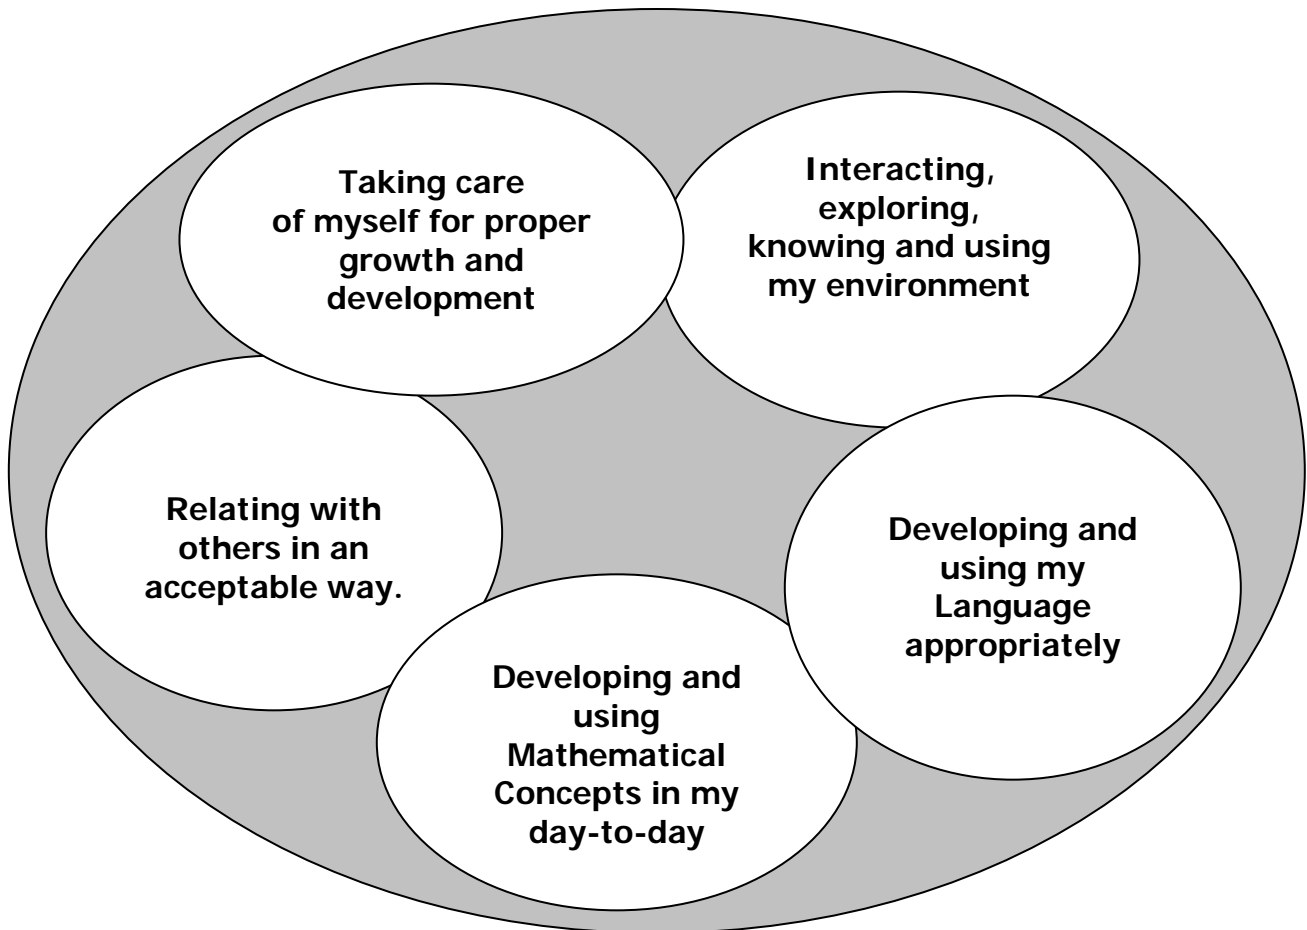 Taking care
of myself for proper
growth and
development
Interacting,
exploring,
knowing and using
my environment
Relating with
others in an
acceptable way.
Developing and
using my
Language
appropriately
Developing and
using
Mathematical
Concepts in my
day-to-day